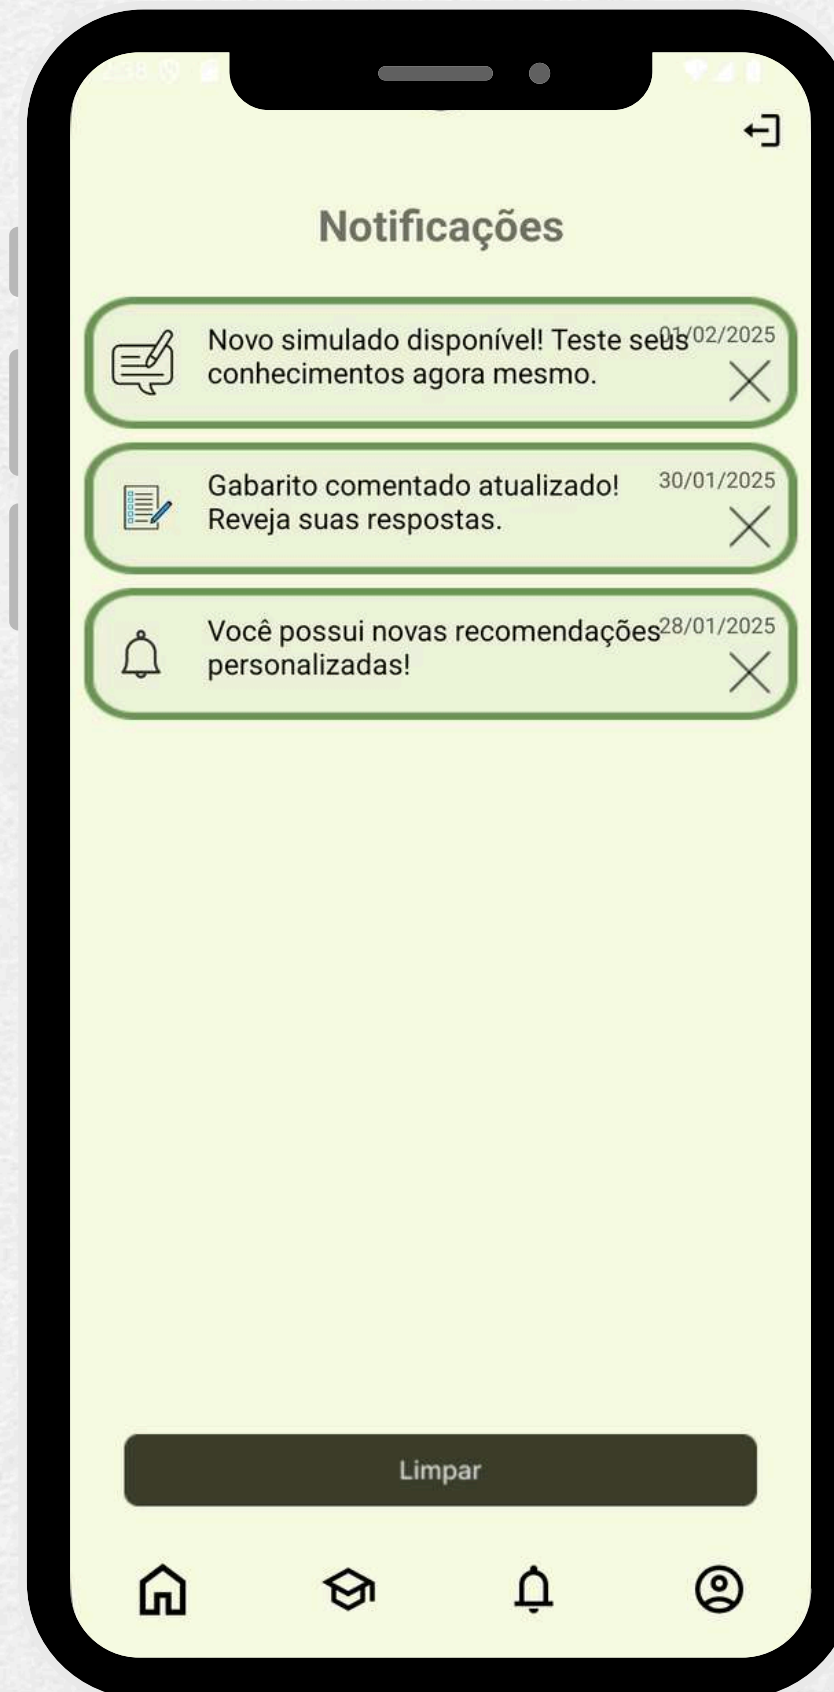 Notificações
Novo simulado disponível! Teste seus
01/02/2025
conhecimentos agora mesmo.
Gabarito comentado atualizado!
30/01/2025
Reveja suas respostas.
Você possui novas recomendações
28/01/2025
personalizadas!
Limpar